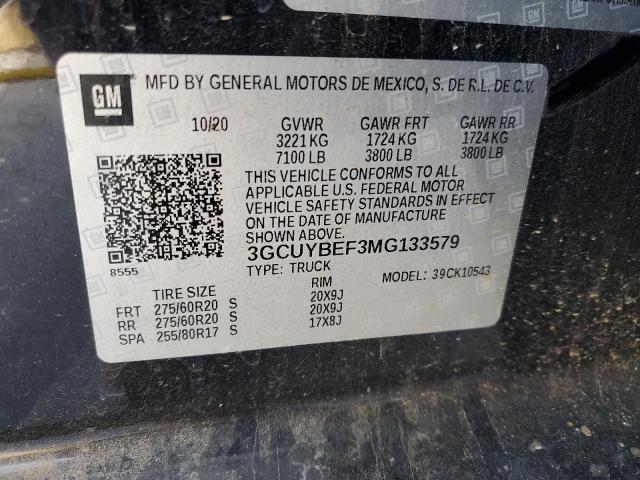 GM
MFD BY GENERAL MOTORS DE MEXICO, S. DE R.L. DE C.V.
10/20 GVWR GAWR FRT GAWR RR
3221 KG 1724 KG 1724 KG
7100 LB 3800 LB 3800 LB
THIS VEHICLE CONFORMS TO ALL
APPLICABLE U.S. FEDERAL MOTOR
VEHICLE SAFETY STANDARDS IN EFFECT
ON THE DATE OF MANUFACTURE
SHOWN ABOVE.
8555
3GCUYBEF3MG133579
TYPE: TRUCK MODEL: 39CK10543
TIRE SIZE RIM
FRT 275/60R20 S 20X9J
RR 275/60R20 S 20X9J
SPA 255/80R17 S 17X8J